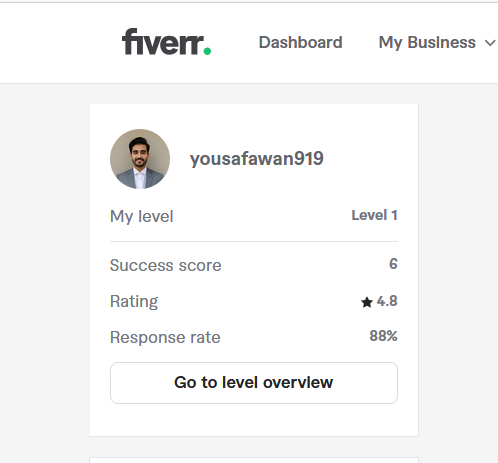 fiverr.
Dashboard
My Business
yousafawan919
My level
Level 1
Success score
6
Rating
★ 4.8
Response rate
88%
Go to level overview